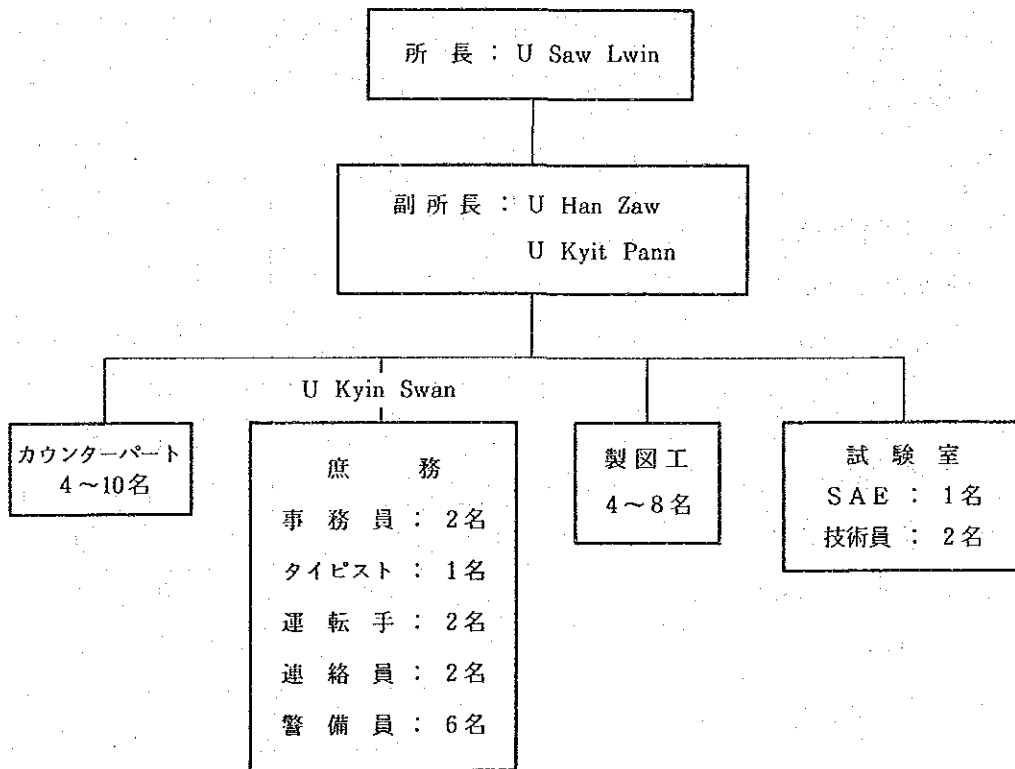 所長：U Saw Lwin
副所長：U Han Zaw
U Kyit Pann
U Kyin Swan
カウンターパート
4～10名
庶務
事務員：2名
タイピスト：1名
運転手：2名
連絡員：2名
警備員：6名
製図工
4～8名
試験室
SAE：1名
技術員：2名